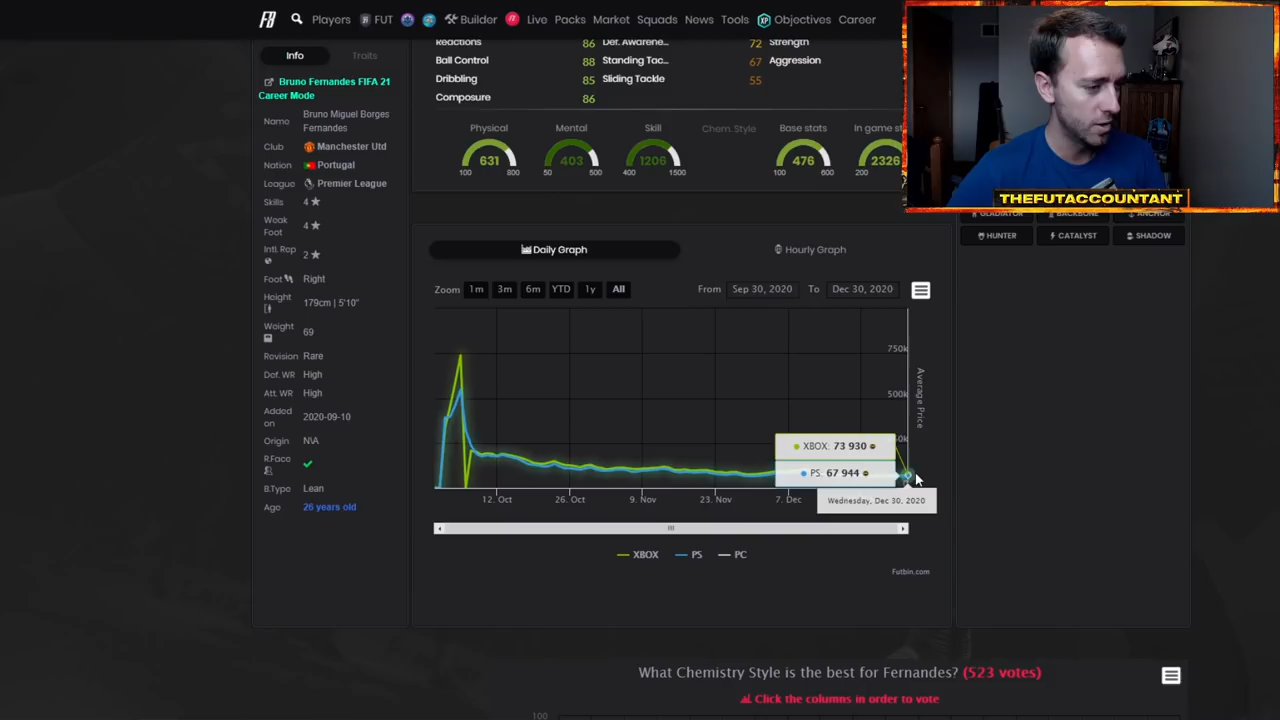 FB Players FUT Builder Live Packs Market Squads News Tools XP Objectives Career
Info Traits
Bruno Fernandes FIFA 21
Career Mode
Name Bruno Miguel Borges
Fernandes
Club Manchester Utd
Nation Portugal
League Premier League
Skills 4 ★
Weak
Foot 4 ★
Intl. Rep 2 ★
Foot Right
Height 179cm | 5'10"
Weight 69
Revision Rare
Def. WR High
Att. WR High
Added
on 2020-09-10
Origin N\A
R.Face
B.Type Lean
Age 26 years old
Reactions 86 Def. Awarene... 72 Strength
Ball Control 88 Standing Tac... 67 Aggression
Dribbling 85 Sliding Tackle 55
Composure 86
Physical Mental Skill Chem. Style Base stats In game st
631 403 1206 476 2326
100 800 50 500 400 1500 100 600 200
THEFUTACCOUNTANT
GLADIATOR BACKBONE ANCHOR
HUNTER CATALYST SHADOW
Daily Graph Hourly Graph
Zoom 1m 3m 6m YTD 1y All From Sep 30, 2020 To Dec 30, 2020
750k
500k
Average Price
XBOX: 73 930
PS: 67 944
12. Oct 26. Oct 9. Nov 23. Nov 7. Dec
Wednesday, Dec 30, 2020
XBOX PS PC
Futbin.com
What Chemistry Style is the best for Fernandes? (523 votes)
Click the columns in order to vote
100